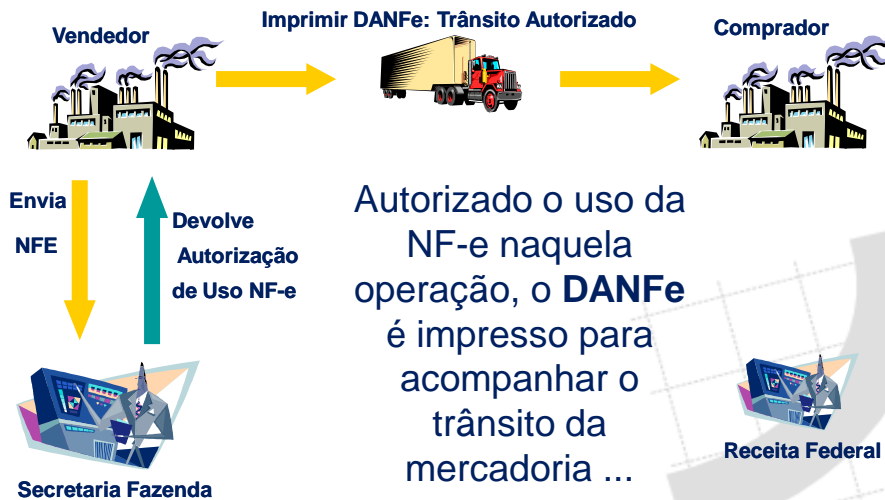 Imprimir DANFe: Trânsito Autorizado
Vendedor
Comprador
Envia
NFE
Devolve
Autorização
de Uso NF-e
Autorizado o uso da
NF-e naquela
operação, o DANFe
é impresso para
acompanhar o
trânsito da
mercadoria ...
Receita Federal
Secretaria Fazenda